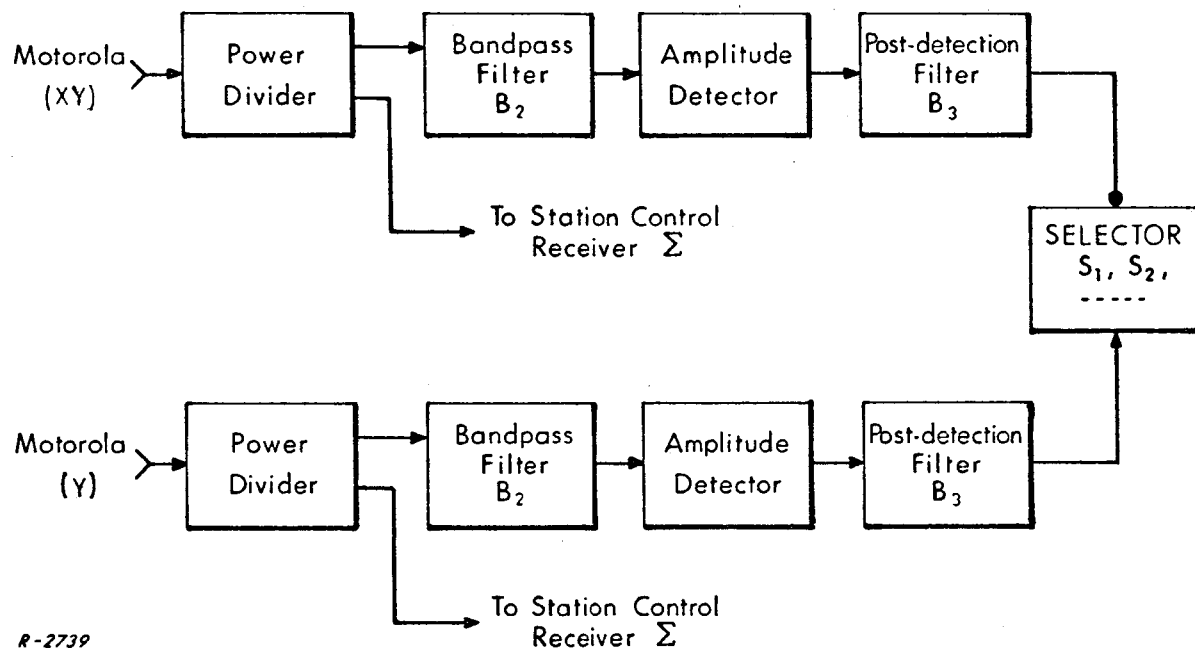 Motorola
(XY)
Power
Divider
Bandpass
Filter
B₂
Amplitude
Detector
Post-detection
Filter
B₃
To Station Control
Receiver Σ
SELECTOR
S₁, S₂,
-----
Motorola
(Y)
Power
Divider
Bandpass
Filter
B₂
Amplitude
Detector
Post-detection
Filter
B₃
To Station Control
Receiver Σ
R-2739